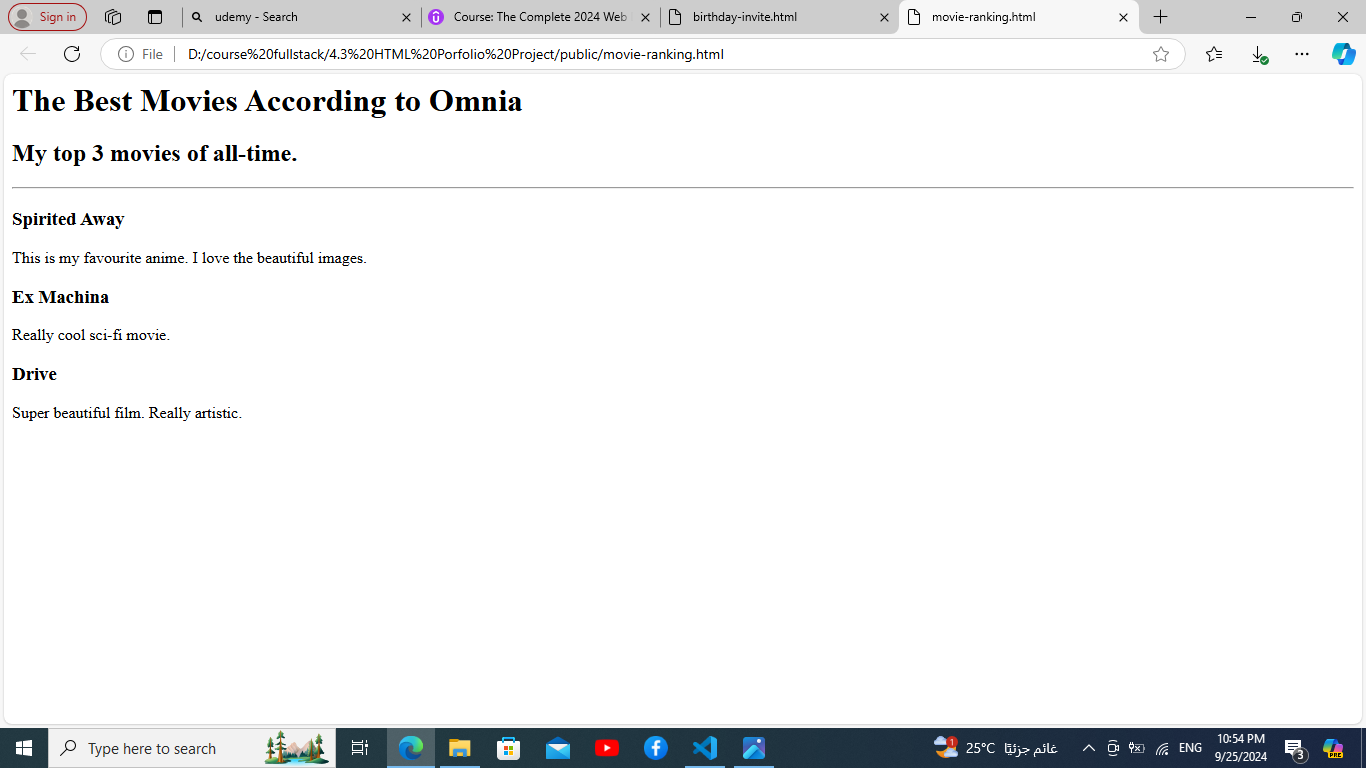 Sign in
udemy - Search
Course: The Complete 2024 Web
birthday-invite.html
movie-ranking.html
File
D:/course%20fullstack/4.3%20HTML%20Porfolio%20Project/public/movie-ranking.html
The Best Movies According to Omnia
My top 3 movies of all-time.
Spirited Away
This is my favourite anime. I love the beautiful images.
Ex Machina
Really cool sci-fi movie.
Drive
Super beautiful film. Really artistic.
Type here to search
1
25°C غائم جزئيًا
ENG
10:54 PM
9/25/2024
3
PRE